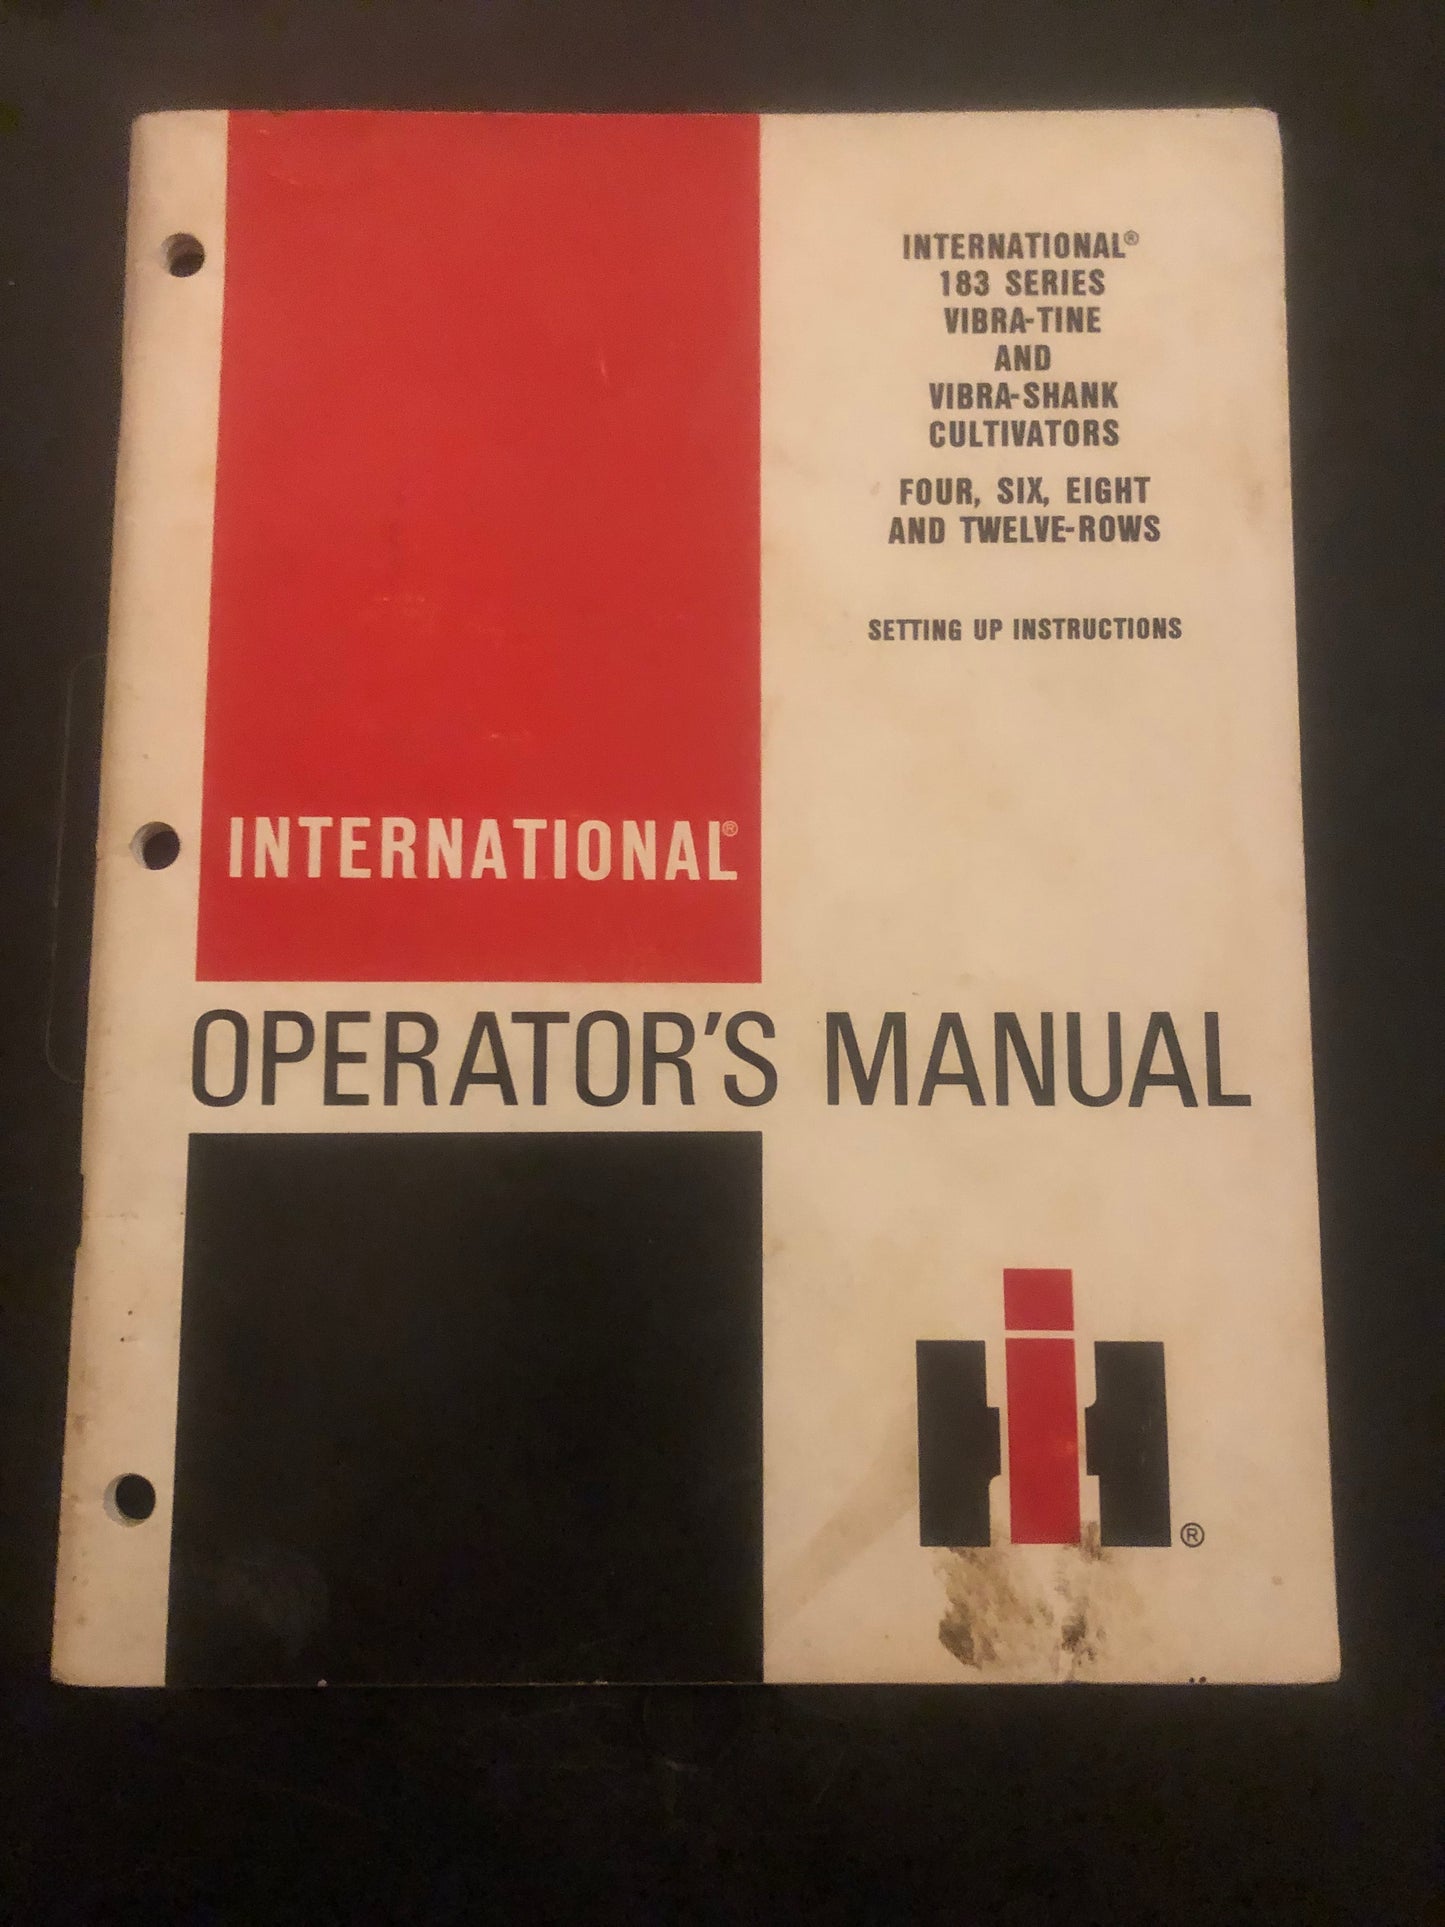 INTERNATIONAL®
183 SERIES
VIBRA-TINE
AND
VIBRA-SHANK
CULTIVATORS
FOUR, SIX, EIGHT
AND TWELVE-ROWS
SETTING UP INSTRUCTIONS
INTERNATIONAL®
OPERATOR'S MANUAL
IH®